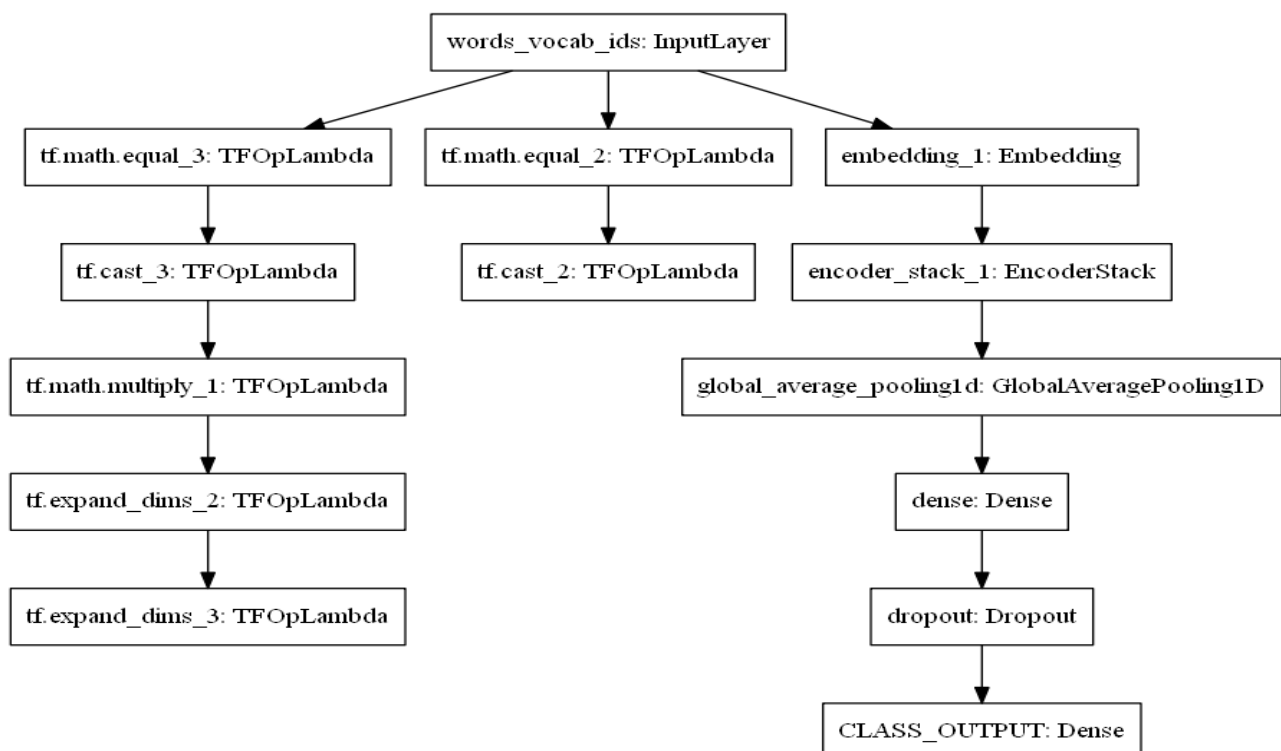 words_vocab_ids: InputLayer
tf.math.equal_3: TFOpLambda
tf.math.equal_2: TFOpLambda
embedding_1: Embedding
tf.cast_3: TFOpLambda
tf.cast_2: TFOpLambda
encoder_stack_1: EncoderStack
tf.math.multiply_1: TFOpLambda
global_average_pooling1d: GlobalAveragePooling1D
tf.expand_dims_2: TFOpLambda
dense: Dense
tf.expand_dims_3: TFOpLambda
dropout: Dropout
CLASS_OUTPUT: Dense